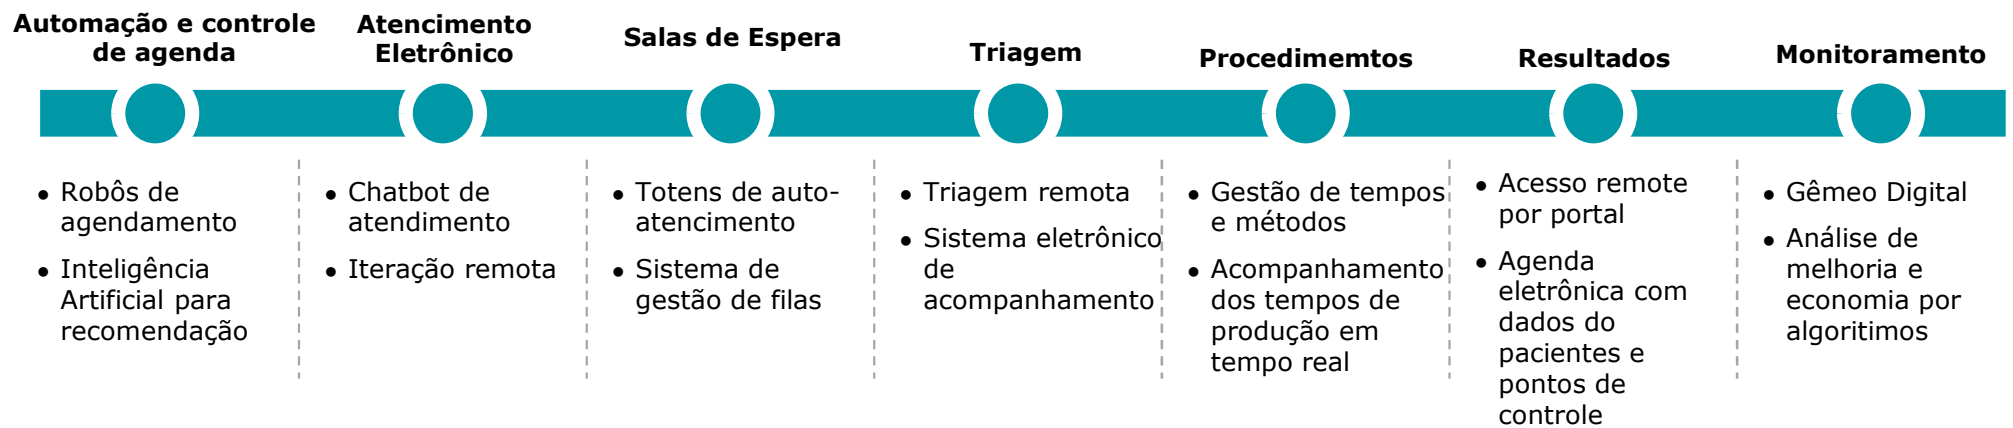 Automação e controle
de agenda
• Robôs de
agendamento
• Inteligência
Artificial para
recomendação
Atencimento
Eletrônico
• Chatbot de
atendimento
• Iteração remota
Salas de Espera
• Totens de auto-
atencimento
• Sistema de
gestão de filas
Triagem
• Triagem remota
• Sistema eletrônico
de
acompanhamento
Procedimemtos
• Gestão de tempos
e métodos
• Acompanhamento
dos tempos de
produção em
tempo real
Resultados
• Acesso remote
por portal
• Agenda
eletrônica com
dados do
pacientes e
pontos de
controle
Monitoramento
• Gêmeo Digital
• Análise de
melhoria e
economia por
algoritimos